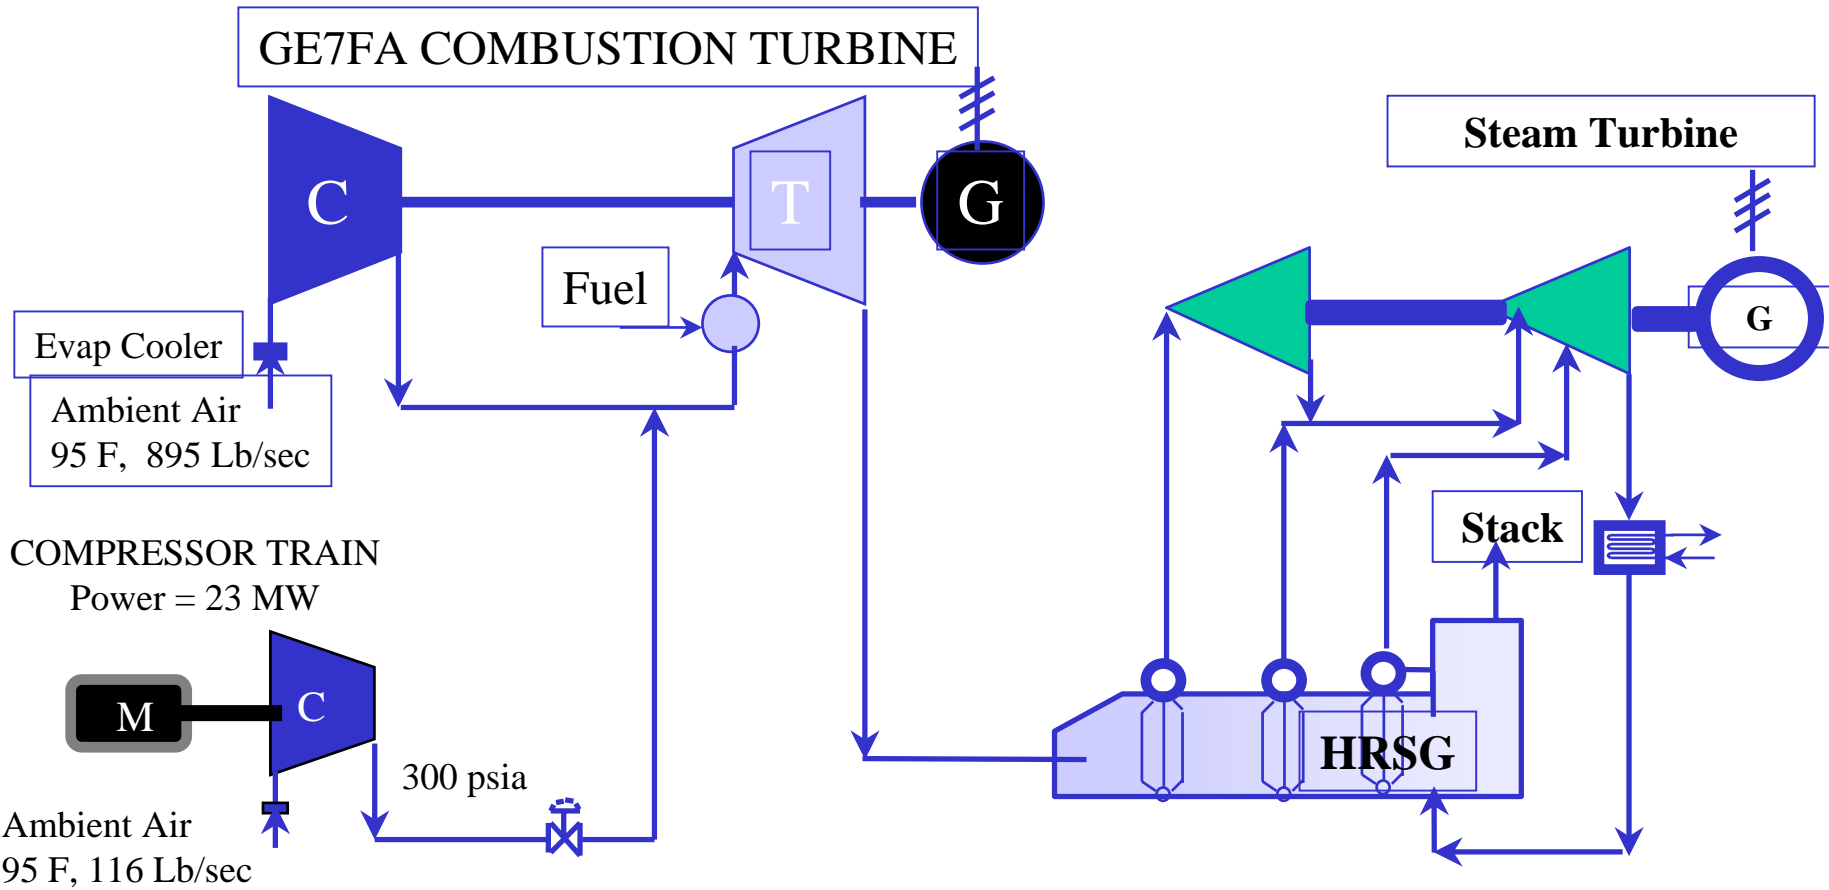 GE7FA COMBUSTION TURBINE
Steam Turbine
C
T
G
Fuel
G
Evap Cooler
Ambient Air
95 F, 895 Lb/sec
Stack
COMPRESSOR TRAIN
Power = 23 MW
M
C
HRSG
300 psia
Ambient Air
95 F, 116 Lb/sec